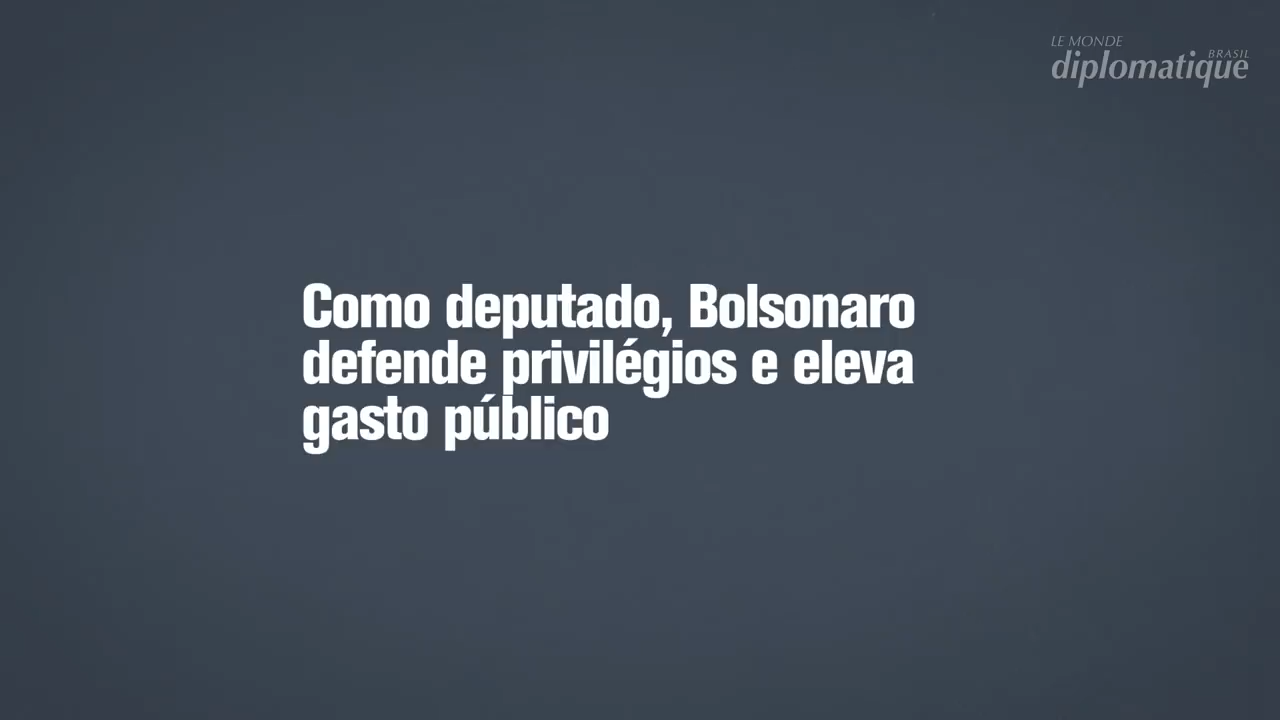 LE MONDE
diplomatique
BRASIL
Como deputado, Bolsonaro
defende privilégios e eleva
gasto público